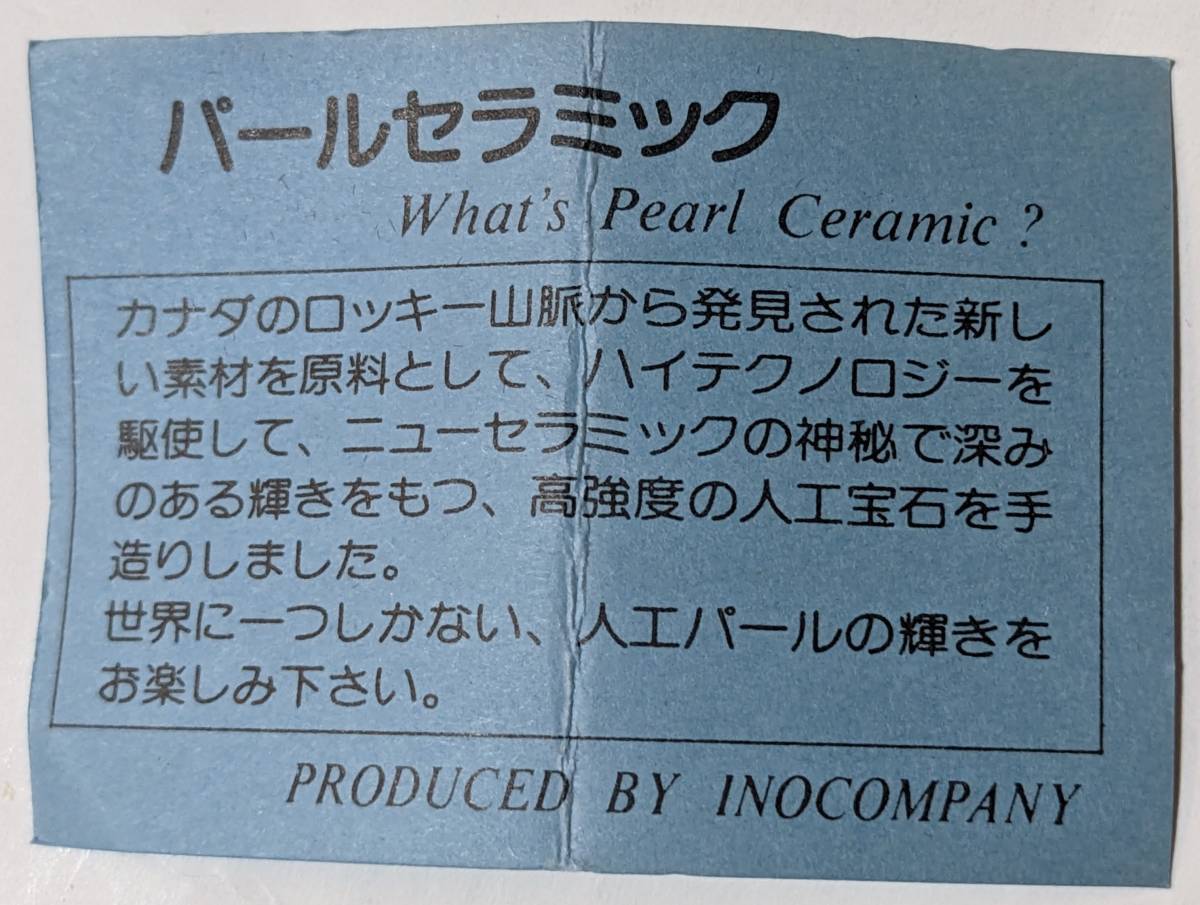 パールセラミック
What's Pearl Ceramic ?
カナダのロッキー山脈から発見された新し
い素材を原料として、ハイテクノロジーを
駆使して、ニューセラミックの神秘で深み
のある輝きをもつ、高強度の人工宝石を手
造りしました。
世界に一つしかない、人工パールの輝きを
お楽しみ下さい。
PRODUCED BY INOCOMPANY